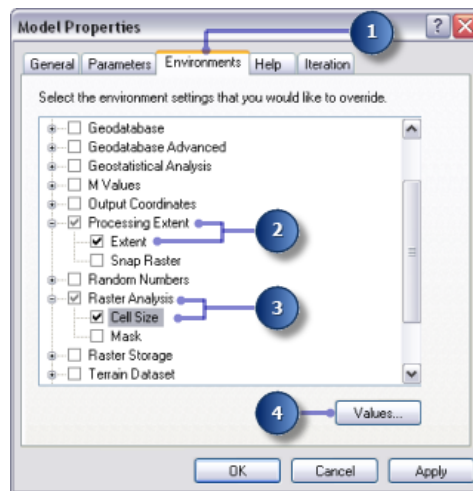 Model Properties
?
1
General Parameters Environments Help Iteration
Select the environment settings that you would like to override.
Geodatabase
Geodatabase Advanced
Geostatistical Analysis
M Values
Output Coordinates
Processing Extent
2
Extent
Snap Raster
Random Numbers
Raster Analysis
3
Cell Size
Mask
Raster Storage
Terrain Dataset
4
Values...
OK Cancel Apply